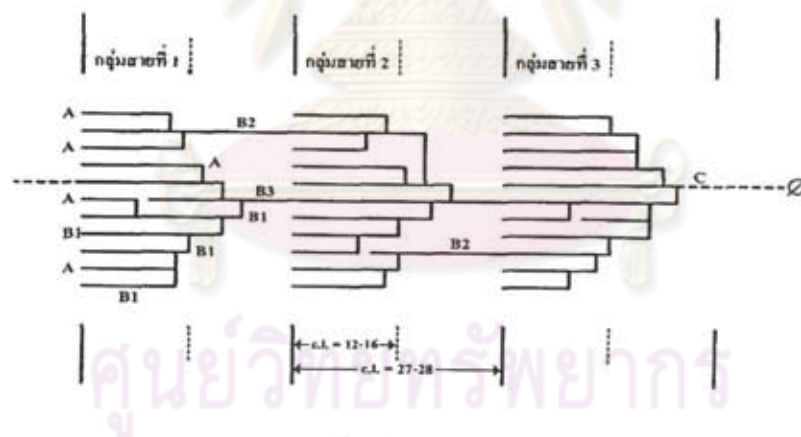 กลุ่มสายที่ 1 กลุ่มสายที่ 2 กลุ่มสายที่ 3
A
B2
A
A
C
B3
A
B1
B1
B1
B2
A
B1
c.i. = 12-16
c.i. = 27-28
ศูนย์วิทยทรัพยากร